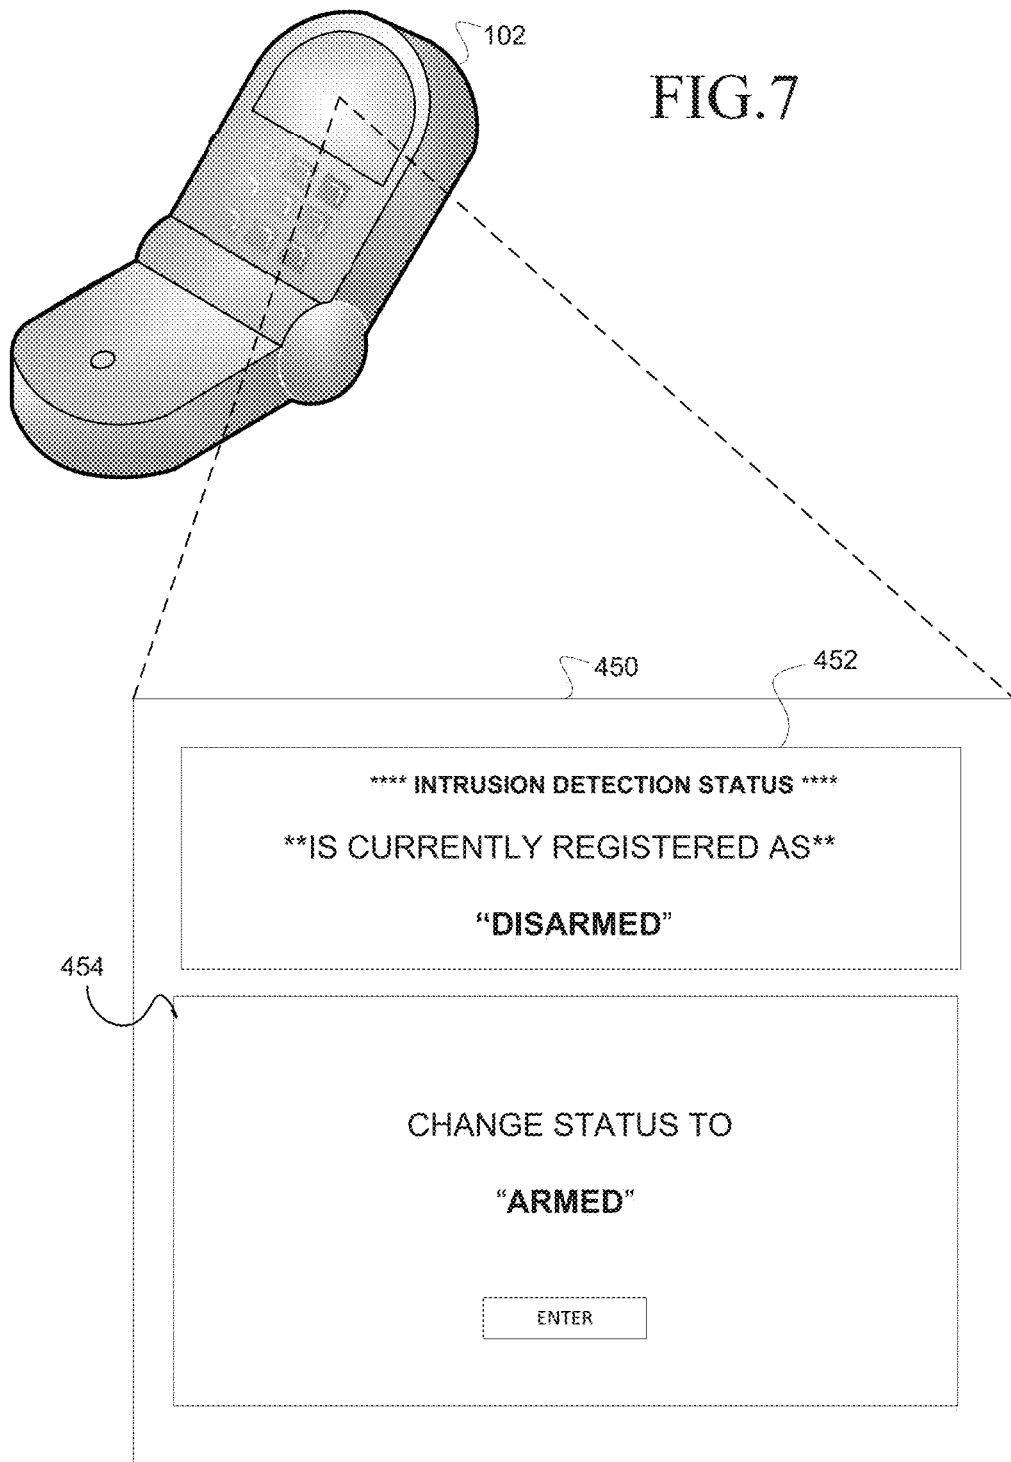 102
FIG.7
450
452
**** INTRUSION DETECTION STATUS ****
**IS CURRENTLY REGISTERED AS**
“DISARMED”
454
CHANGE STATUS TO
“ARMED”
ENTER